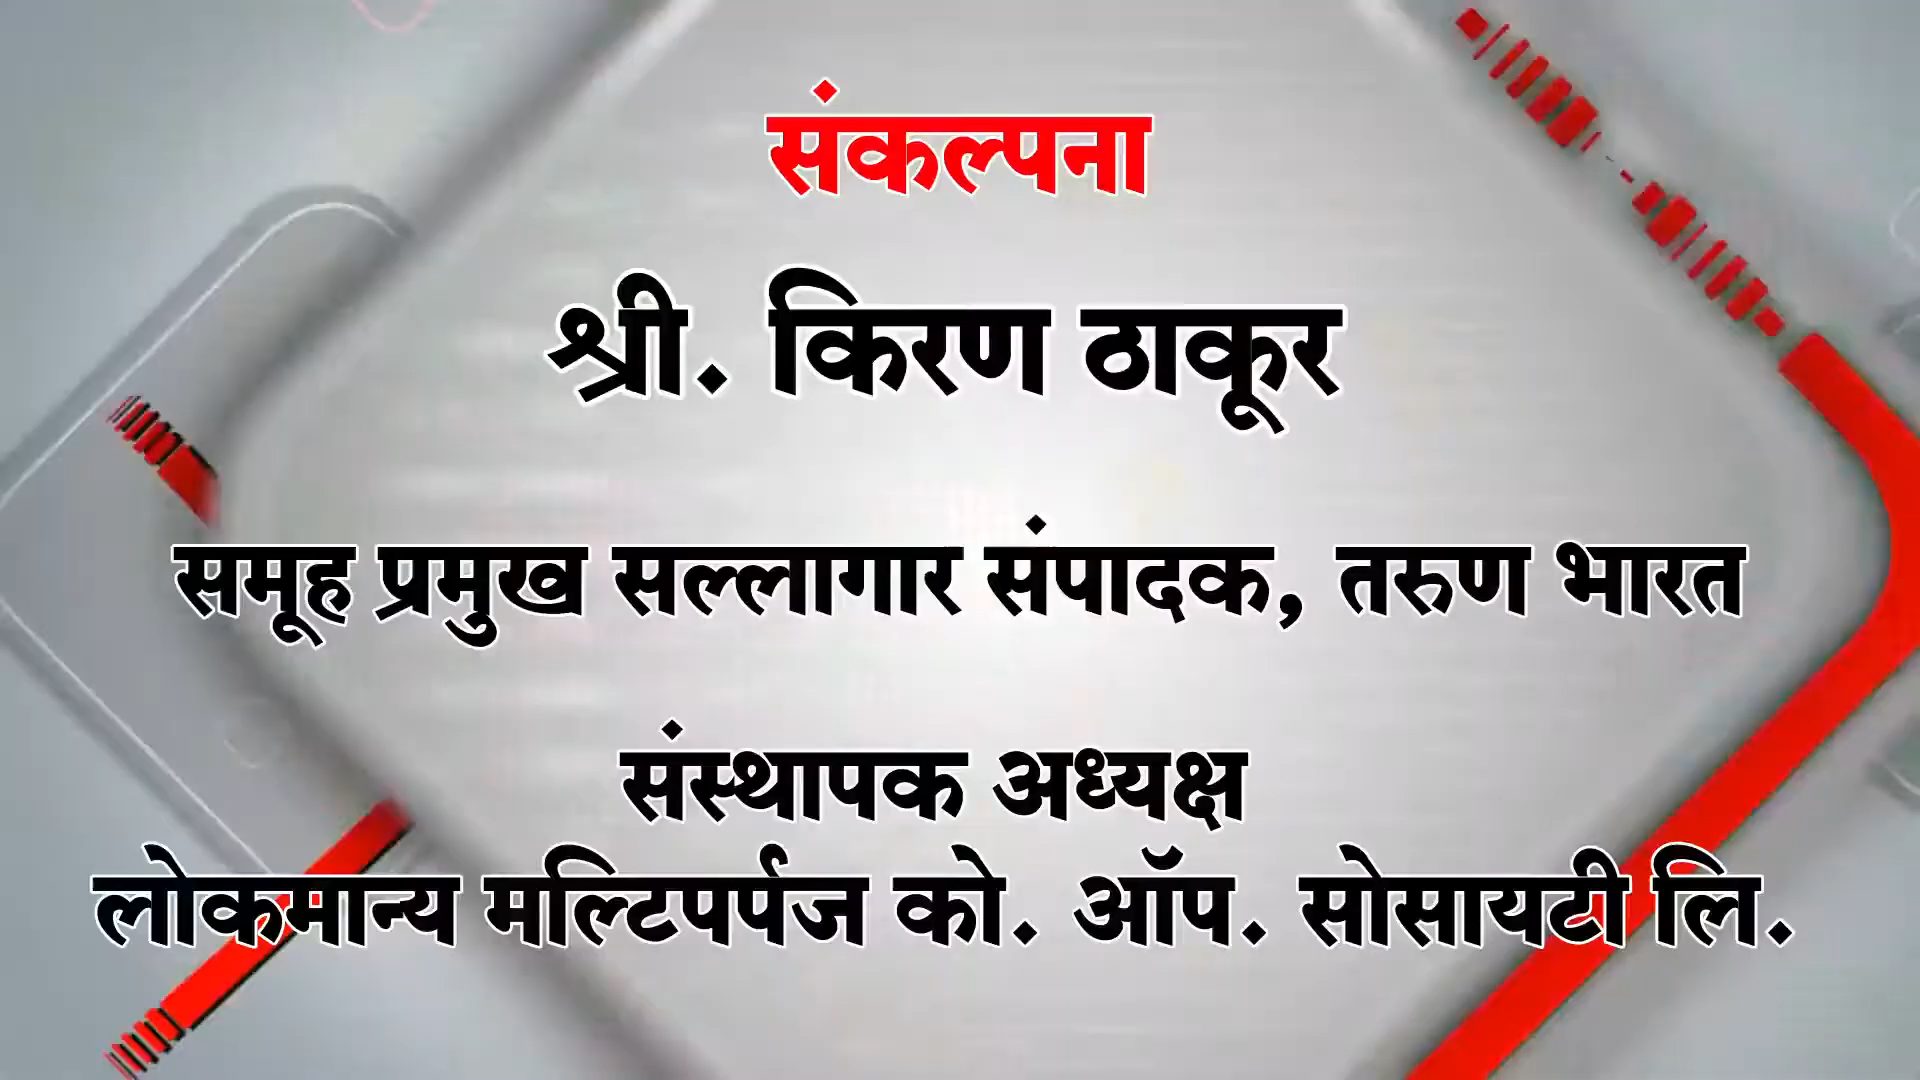 संकल्पना
श्री. किरण ठाकूर
समूह प्रमुख सल्लागार संपादक, तरुण भारत
संस्थापक अध्यक्ष
लोकमान्य मल्टिपर्पज को. ऑप. सोसायटी लि.